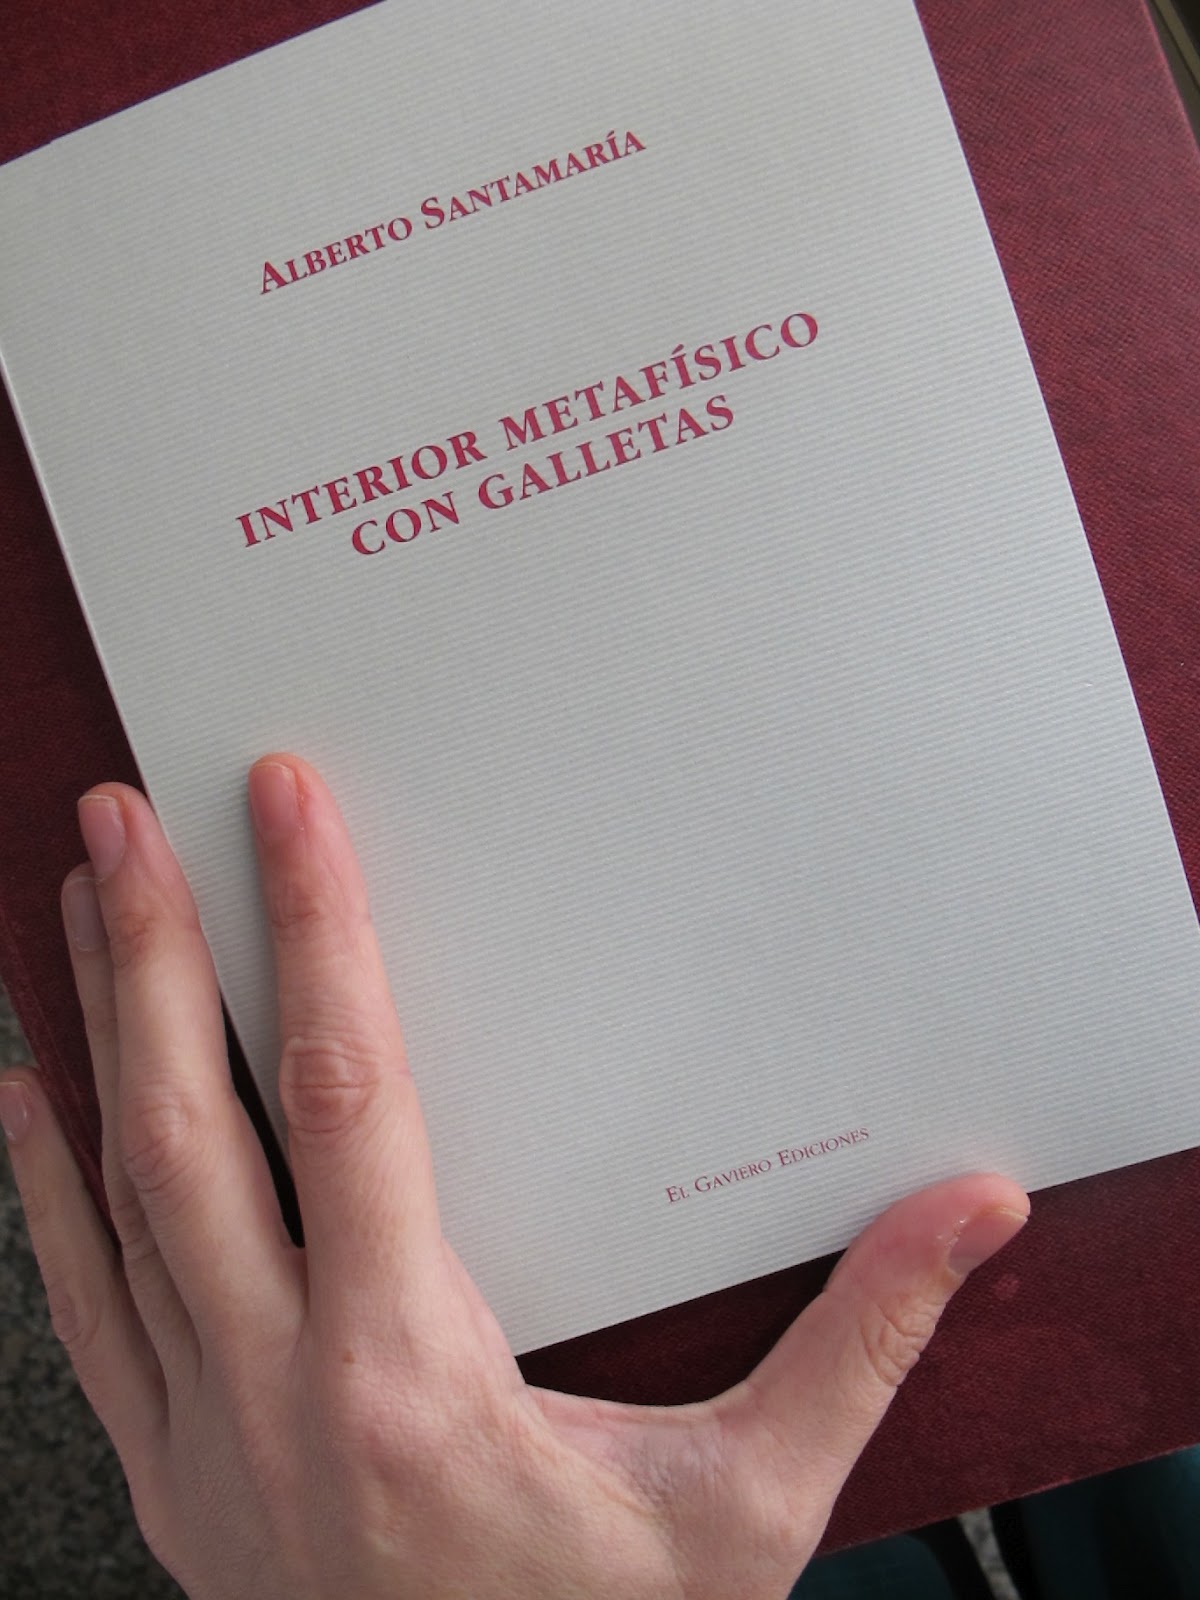 Alberto Santamaría
INTERIOR METAFÍSICO
CON GALLETAS
El Gaviero Ediciones